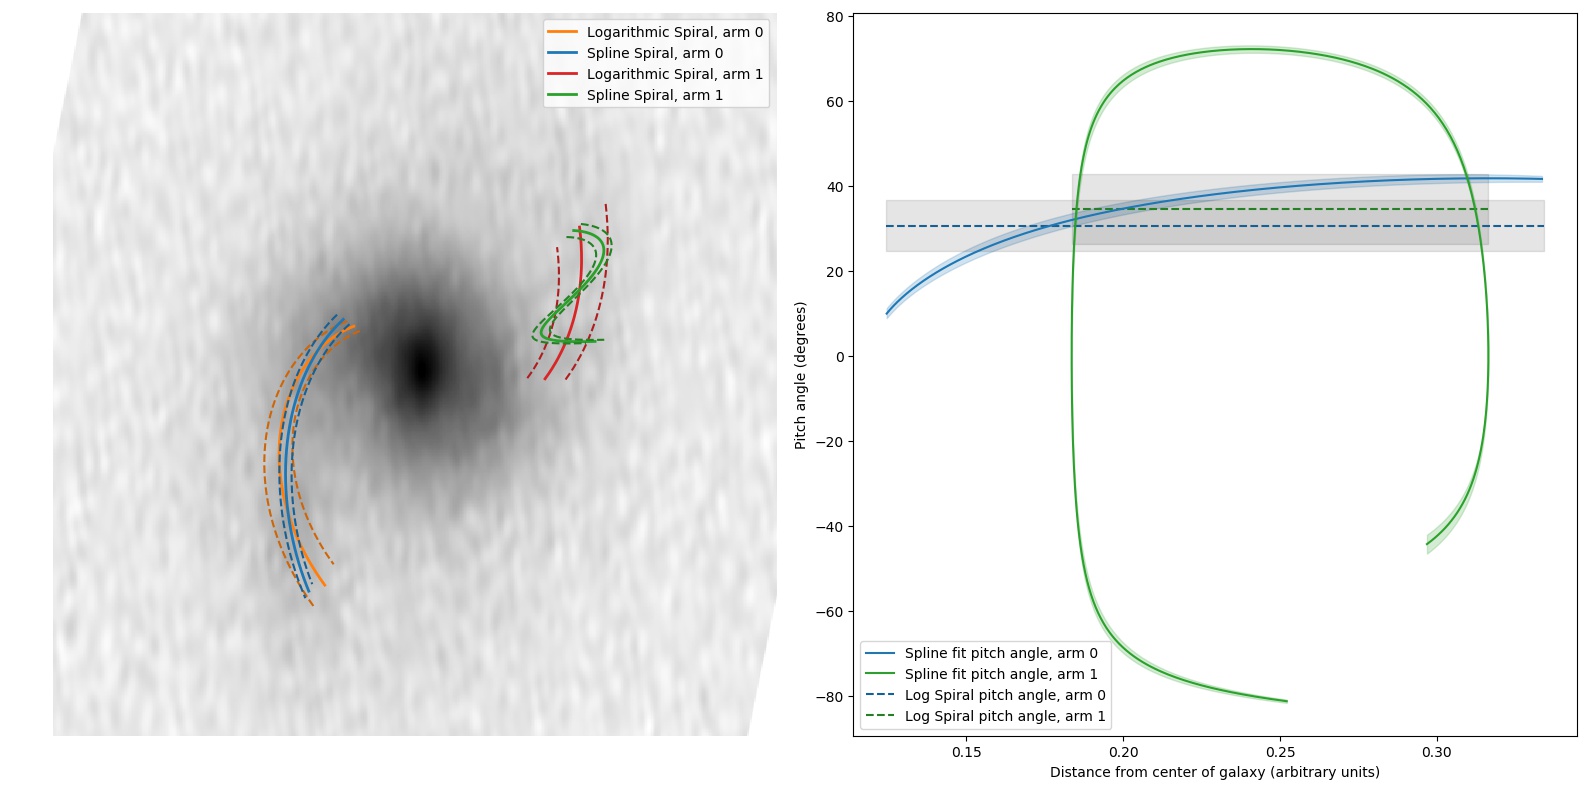 Logarithmic Spiral, arm 0
Spline Spiral, arm 0
Logarithmic Spiral, arm 1
Spline Spiral, arm 1
80
60
40
20
0
−20
−40
−60
−80
Pitch angle (degrees)
Spline fit pitch angle, arm 0
Spline fit pitch angle, arm 1
Log Spiral pitch angle, arm 0
Log Spiral pitch angle, arm 1
0.15 0.20 0.25 0.30
Distance from center of galaxy (arbitrary units)